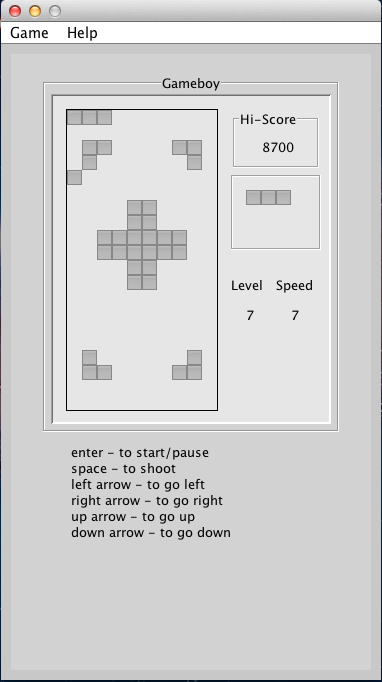 Game Help
Gameboy
Hi-Score
8700
Level Speed
7 7
enter – to start/pause
space – to shoot
left arrow – to go left
right arrow – to go right
up arrow – to go up
down arrow – to go down